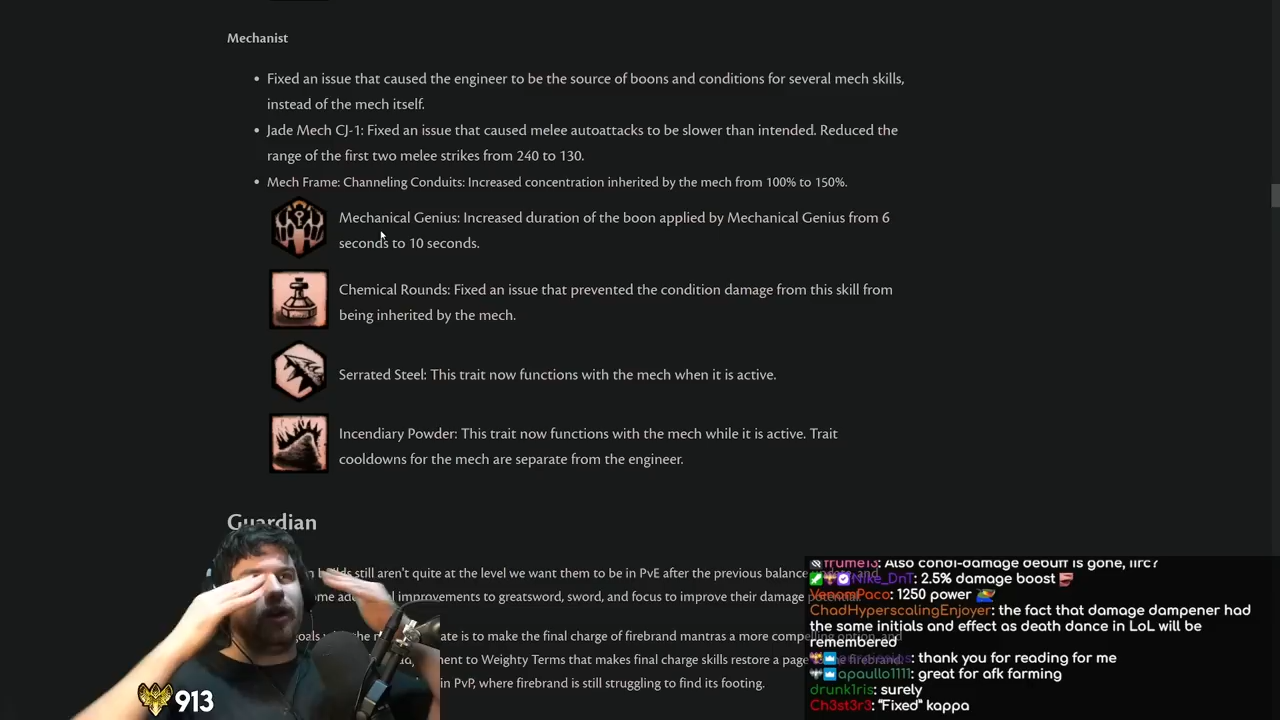 Mechanist
• Fixed an issue that caused the engineer to be the source of boons and conditions for several mech skills,
instead of the mech itself.
• Jade Mech CJ-1: Fixed an issue that caused melee autoattacks to be slower than intended. Reduced the
range of the first two melee strikes from 240 to 130.
• Mech Frame: Channeling Conduits: Increased concentration inherited by the mech from 100% to 150%.
Mechanical Genius: Increased duration of the boon applied by Mechanical Genius from 6
seconds to 10 seconds.
Chemical Rounds: Fixed an issue that prevented the condition damage from this skill from
being inherited by the mech.
Serrated Steel: This trait now functions with the mech when it is active.
Incendiary Powder: This trait now functions with the mech while it is active. Trait
cooldowns for the mech are separate from the engineer.
Guardian
still aren't quite at the level we want them to be in PvE after the previous balance
improvements to greatsword, sword, and focus to improve their damage
is to make the final charge of firebrand mantras a more compelling option, and
to Weighty Terms that makes final charge skills restore a page
in PvP, where firebrand is still struggling to find its footing.
frume13: Also condi-damage debuff is gone, iirc?
Nike_DnT: 2.5% damage boost
VenomPaco: 1250 power
ChadHyperscalingEnjoyer: the fact that damage dampener had
the same initials and effect as death dance in LoL will be
remembered
thank you for reading for me
apaullo1111: great for afk farming
drunk1ris: surely
Ch3st3r3: "Fixed" kappa
913